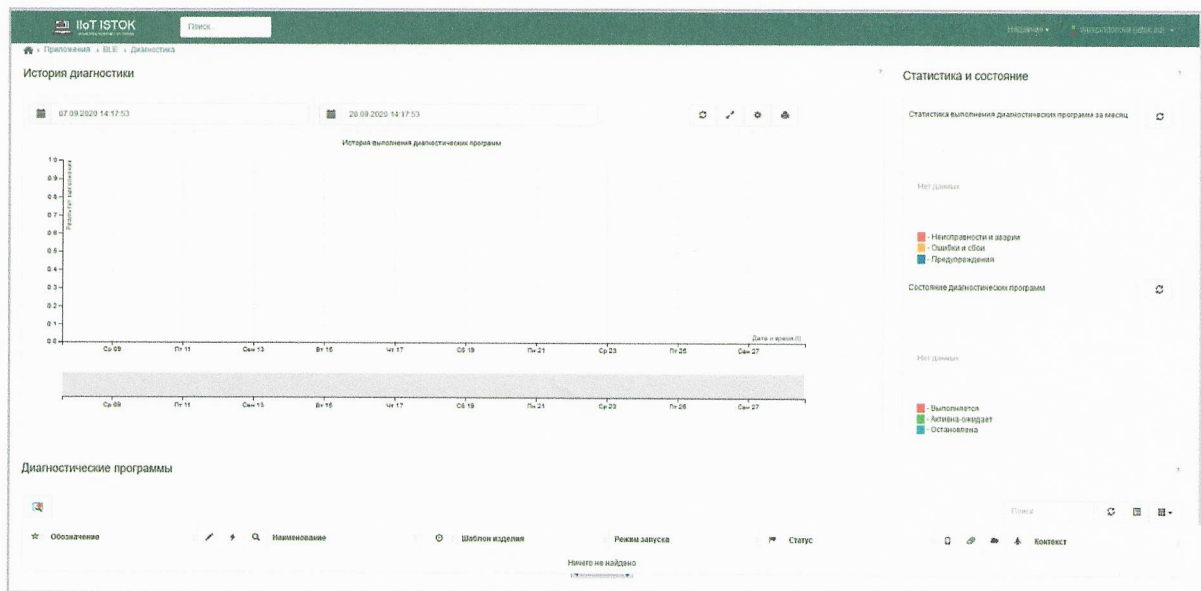 IIoT ISTOK
Поиск...
Приложения › BLE › Диагностика
История диагностики
?
07.09.2020 14:17:53
28.09.2020 14:17:53
История выполнения диагностических программ
1.0
0.9
0.8
0.7
0.6
0.5
0.4
0.3
0.2
0.1
0.0
Результат выполнения
Дата и время (t)
Ср 09
Пт 11
Сен 13
Вт 15
Чт 17
Сб 19
Пн 21
Ср 23
Пт 25
Сен 27
Ср 09
Пт 11
Сен 13
Вт 15
Чт 17
Сб 19
Пн 21
Ср 23
Пт 25
Сен 27
Статистика и состояние
?
Статистика выполнения диагностических программ за месяц
Нет данных
- Неисправности и аварии
- Ошибки и сбои
- Предупреждения
Состояние диагностических программ
Нет данных
- Выполняется
- Активна-ожидает
- Остановлена
Диагностические программы
?
Поиск
Обозначение
Наименование
Шаблон изделия
Режим запуска
Статус
Контекст
Ничего не найдено